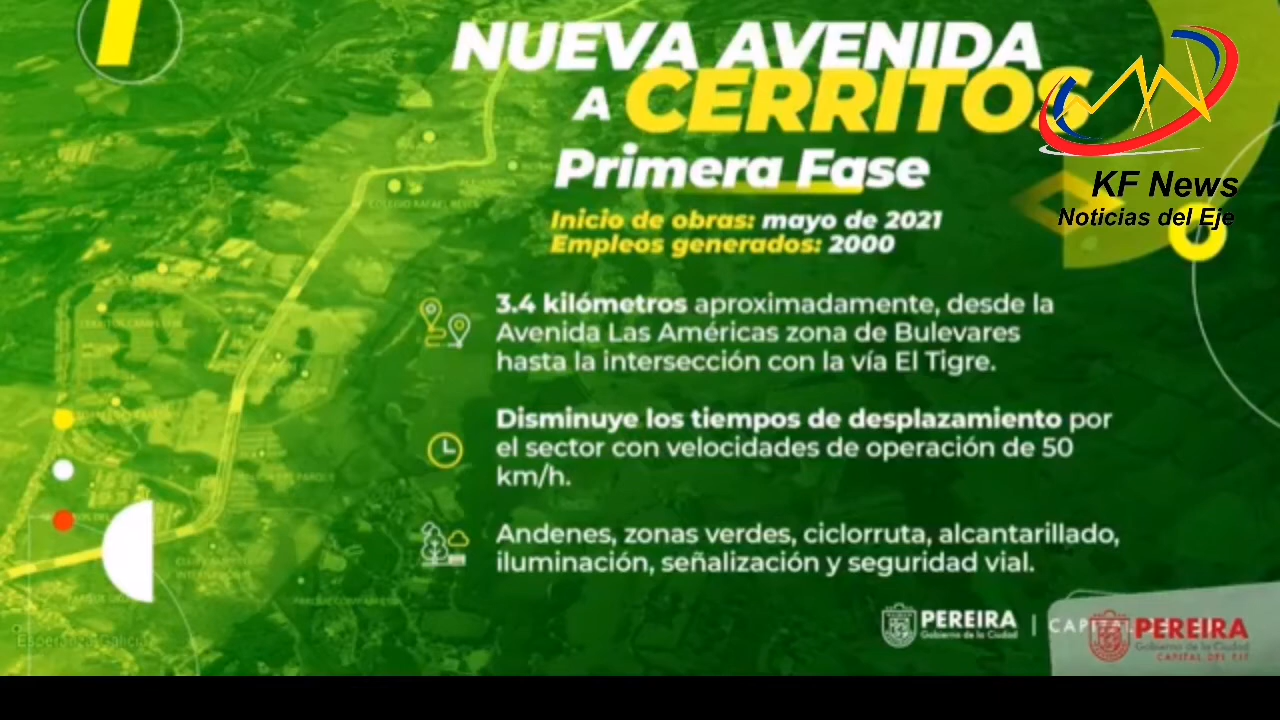 NUEVA AVENIDA
A CERRITOS
Primera Fase
Inicio de obras: mayo de 2021
Empleos generados: 2000
3.4 kilómetros aproximadamente, desde la
Avenida Las Américas zona de Bulevares
hasta la intersección con la vía El Tigre.
Disminuye los tiempos de desplazamiento por
el sector con velocidades de operación de 50
km/h.
Andenes, zonas verdes, ciclorruta, alcantarillado,
iluminación, señalización y seguridad vial.
KF News
Noticias del Eje
PEREIRA
Gobierno de la Ciudad
PEREIRA
Gobierno de la Ciudad
CAPITAL DEL EJE
COLEGIO RAFAEL REYES